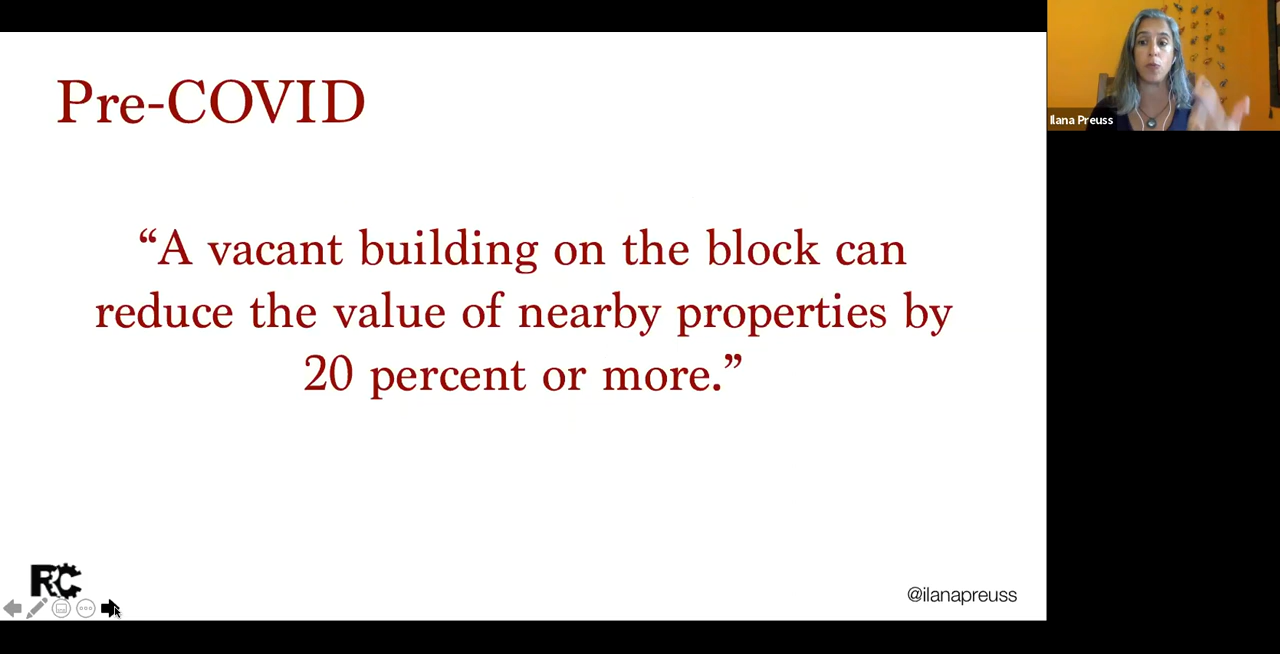 Pre-COVID
“A vacant building on the block can
reduce the value of nearby properties by
20 percent or more.”
RC
@ilanapreuss
Ilana Preuss